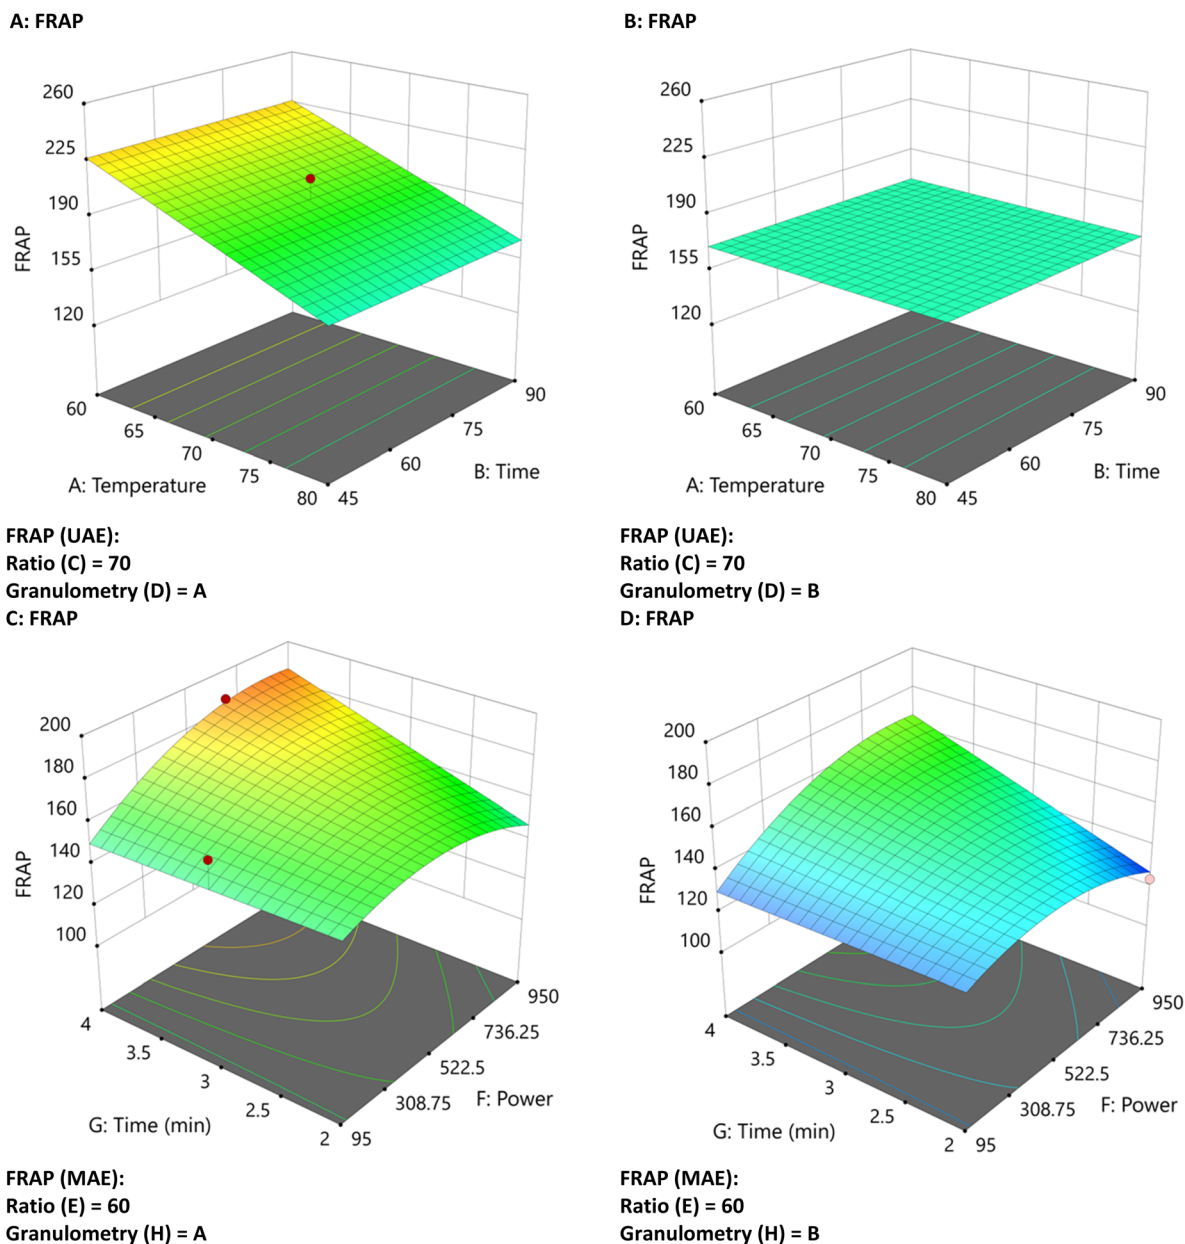 A: FRAP
260
225
190
155
120
FRAP
60
65
70
75
80
45
60
75
90
A: Temperature
B: Time
FRAP (UAE):
Ratio (C) = 70
Granulometry (D) = A
B: FRAP
260
225
190
155
120
FRAP
60
65
70
75
80
45
60
75
90
A: Temperature
B: Time
FRAP (UAE):
Ratio (C) = 70
Granulometry (D) = B
C: FRAP
200
180
160
140
120
100
FRAP
4
3.5
3
2.5
2
95
308.75
522.5
736.25
950
G: Time (min)
F: Power
FRAP (MAE):
Ratio (E) = 60
Granulometry (H) = A
D: FRAP
200
180
160
140
120
100
FRAP
4
3.5
3
2.5
2
95
308.75
522.5
736.25
950
G: Time (min)
F: Power
FRAP (MAE):
Ratio (E) = 60
Granulometry (H) = B